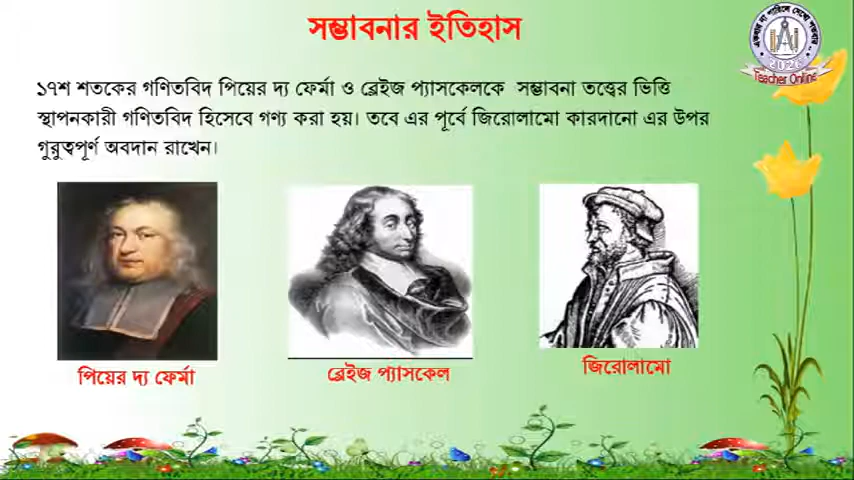 সম্ভাবনার ইতিহাস
১৭শ শতকের গণিতবিদ পিয়ের দ্য ফের্মা ও ব্লেইজ প্যাসকেলকে সম্ভাবনা তত্ত্বের ভিত্তি
স্থাপনকারী গণিতবিদ হিসেবে গণ্য করা হয়। তবে এর পূর্বে জিরোলামো কারদানো এর উপর
গুরুত্বপূর্ণ অবদান রাখেন।
পিয়ের দ্য ফের্মা
ব্লেইজ প্যাসকেল
জিরোলামো
Teacher Online